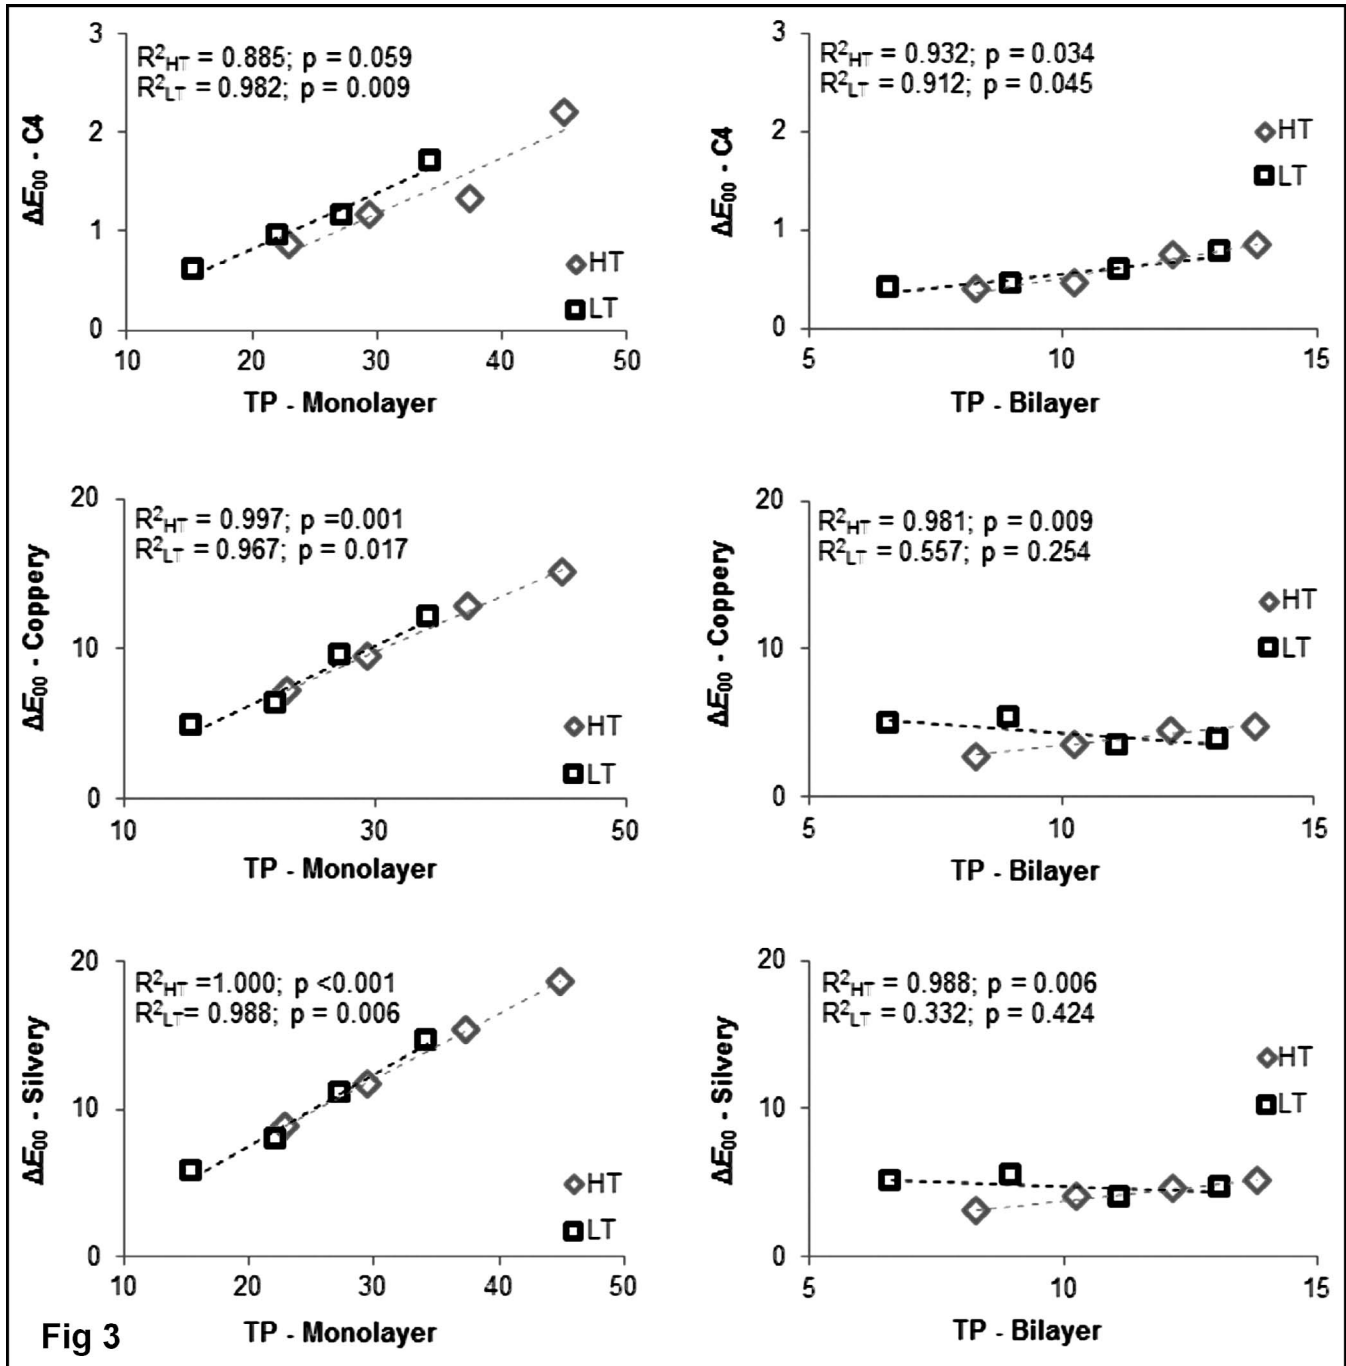 3
R²HT = 0.885; p = 0.059
R²LT = 0.982; p = 0.009
2
1
0
ΔE00 - C4
HT
LT
10 20 30 40 50
TP - Monolayer
3
R²HT = 0.932; p = 0.034
R²LT = 0.912; p = 0.045
2
1
0
ΔE00 - C4
HT
LT
5 10 15
TP - Bilayer
20
R²HT = 0.997; p =0.001
R²LT = 0.967; p = 0.017
10
0
ΔE00 - Coppery
HT
LT
10 30 50
TP - Monolayer
20
R²HT = 0.981; p = 0.009
R²LT = 0.557; p = 0.254
10
0
ΔE00 - Coppery
HT
LT
5 10 15
TP - Bilayer
20
R²HT =1.000; p <0.001
R²LT= 0.988; p = 0.006
10
0
ΔE00 - Silvery
HT
LT
10 20 30 40 50
TP - Monolayer
20
R²HT = 0.988; p = 0.006
R²LT = 0.332; p = 0.424
10
0
ΔE00 - Silvery
HT
LT
5 10 15
TP - Bilayer
Fig 3